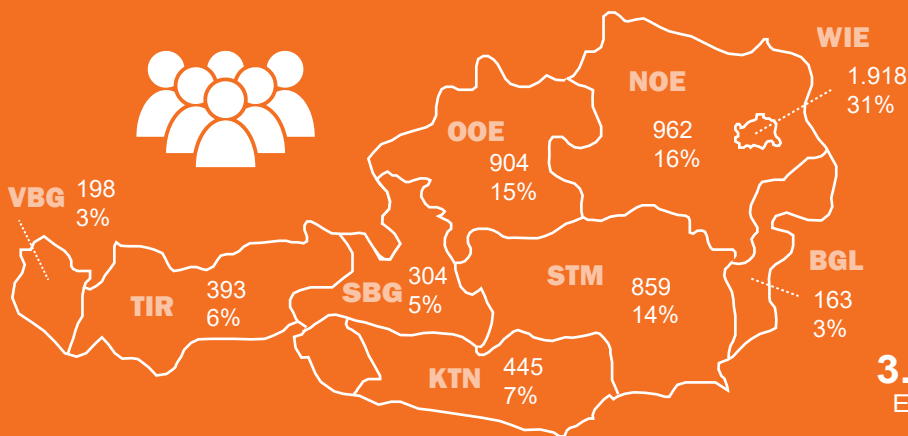 WIE
1.918
31%
NOE
962
16%
OOE
904
15%
VBG
198
3%
TIR
393
6%
SBG
304
5%
STM
859
14%
BGL
163
3%
KTN
445
7%
3.
E